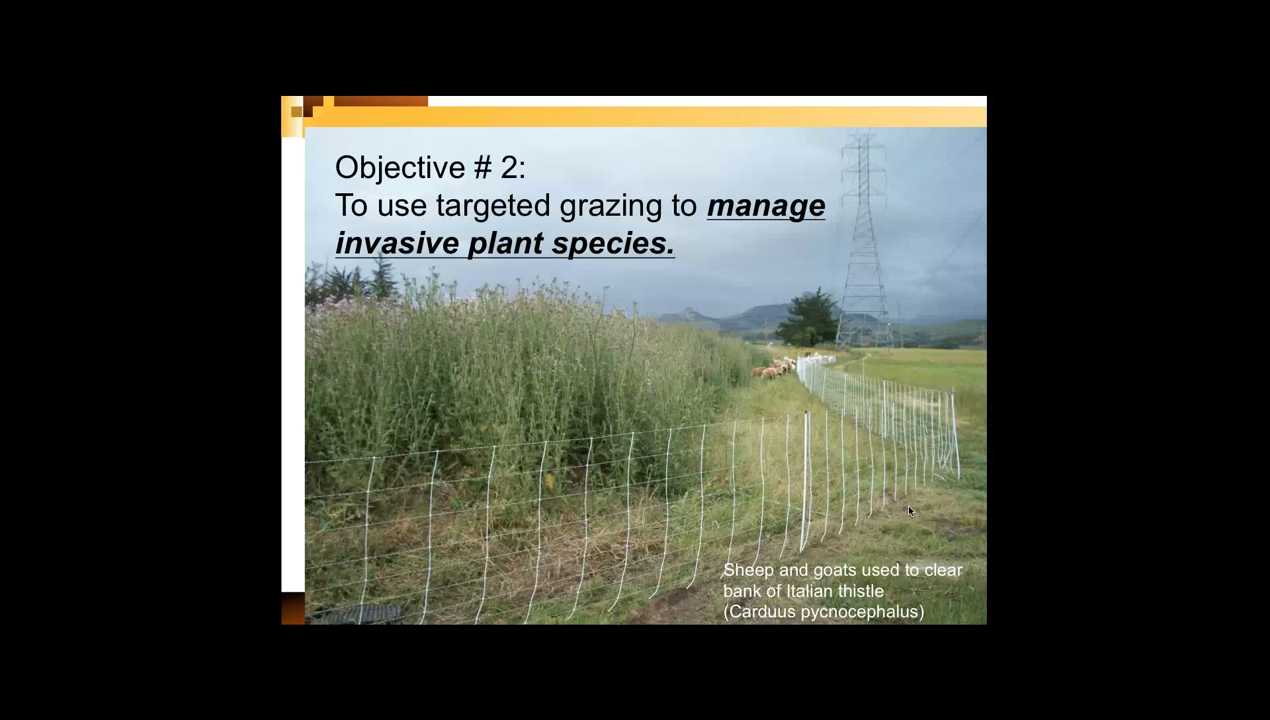 Objective # 2:
To use targeted grazing to manage
invasive plant species.
Sheep and goats used to clear
bank of Italian thistle
(Carduus pycnocephalus)